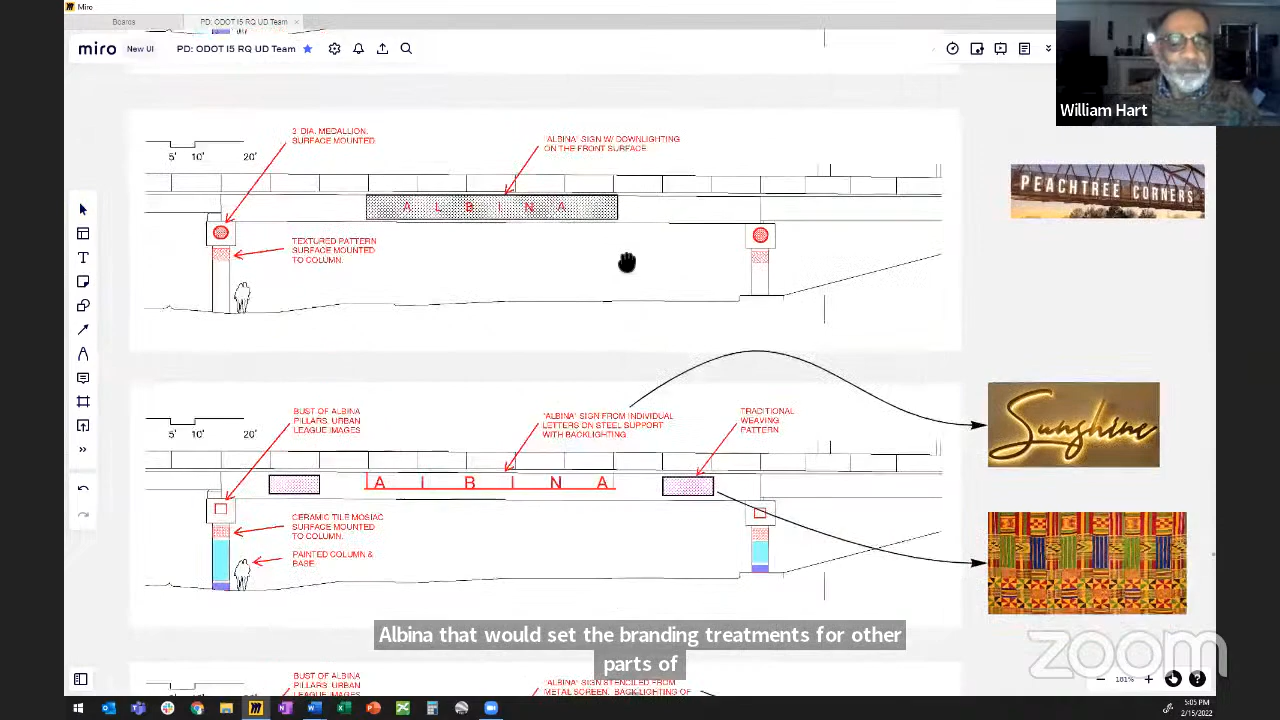 Miro
Boards
PD: ODOT I5 RQ UD Team
miro
New UI
PD: ODOT I5 RQ UD Team
William Hart
3' DIA. MEDALLION.
SURFACE MOUNTED
'ALBINA' SIGN W/ DOWNLIGHTING
ON THE FRONT SURFACE
5' 10' 20'
L B I N A
TEXTURED PATTERN
SURFACE MOUNTED
TO COLUMN.
PEACHTREE CORNERS
BUST OF ALBINA
PILLARS. URBAN
LEAGUE IMAGES
'ALBINA' SIGN FROM INDIVIDUAL
LETTERS ON STEEL SUPPORT
WITH BACKLIGHTING
TRADITIONAL
WEAVING
PATTERN
5' 10' 20'
A L B I N A
CERAMIC TILE MOSIAC
SURFACE MOUNTED
TO COLUMN.
PAINTED COLUMN &
BASE
Sunshine
Albina that would set the branding treatments for other
parts of
zoom
BUST OF ALBINA
PILLARS. URBAN
'ALBINA' SIGN STENCILED FROM
METAL SCREEN. BACKLIGHTING OF
161%
5:05 PM
2/15/2022